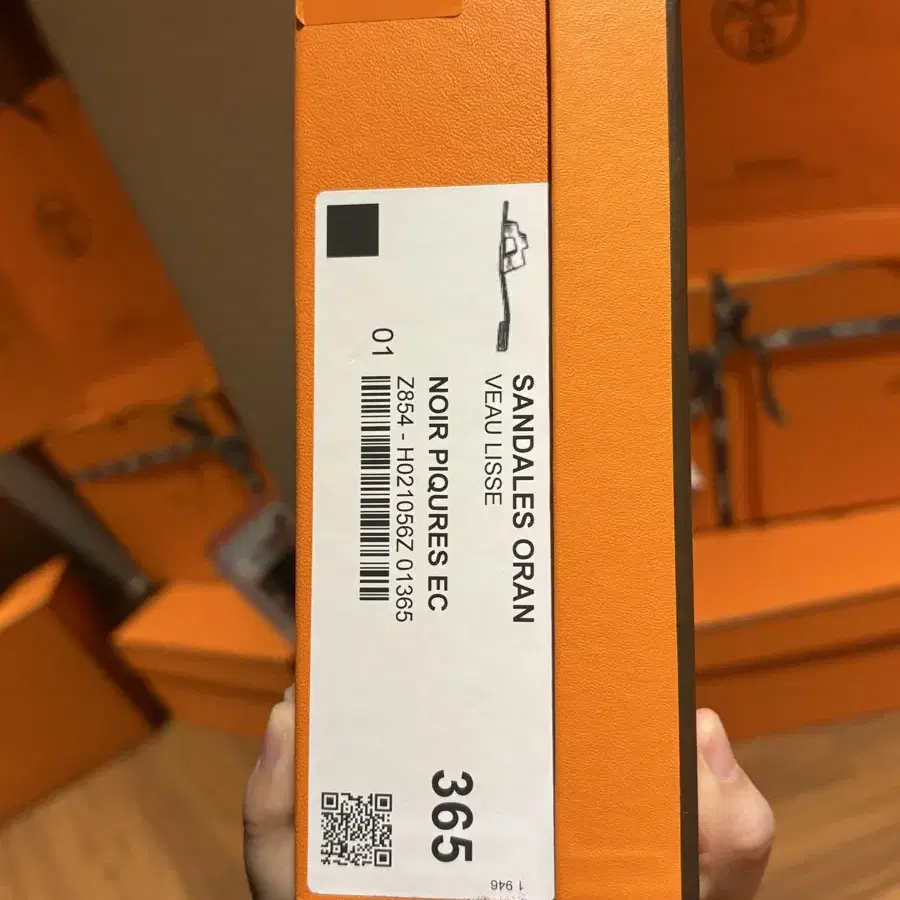 SANDALES ORAN
VEAU LISSE
NOIR PIQURES EC
Z854 - H021056Z 01365
01
365
1 946